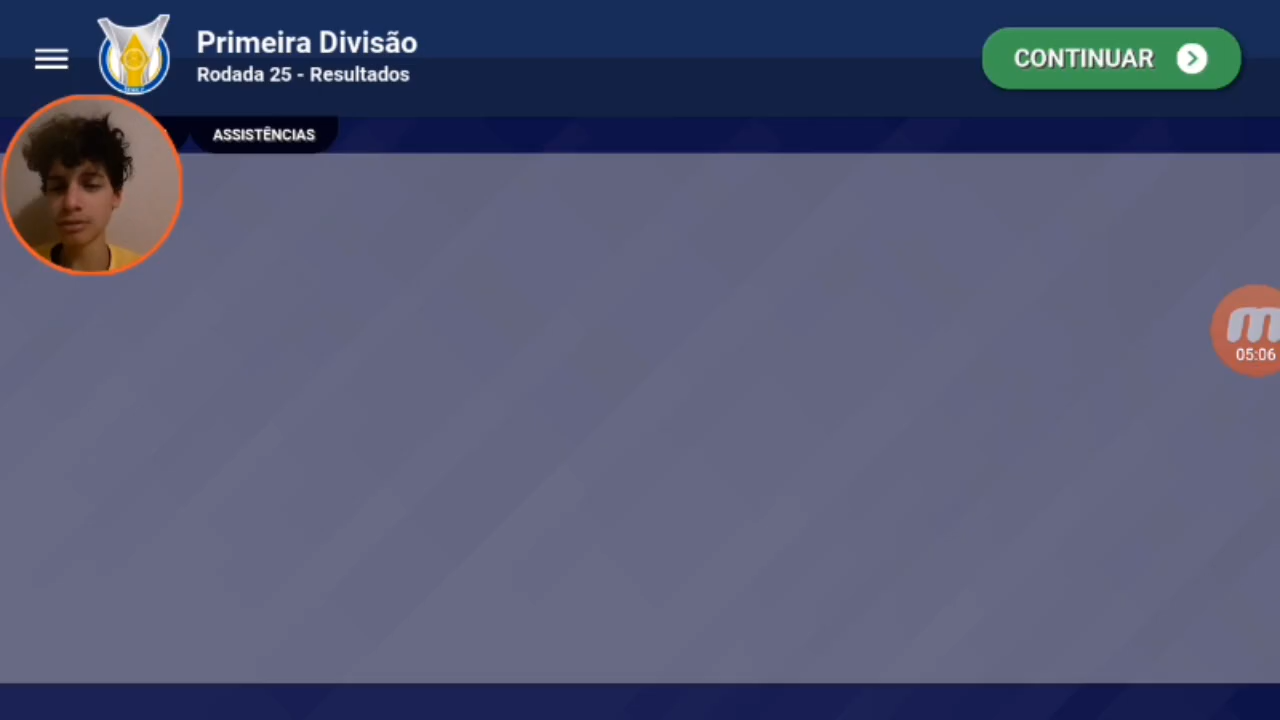 Primeira Divisão
Rodada 25 - Resultados
CONTINUAR
ASSISTÊNCIAS
05:06